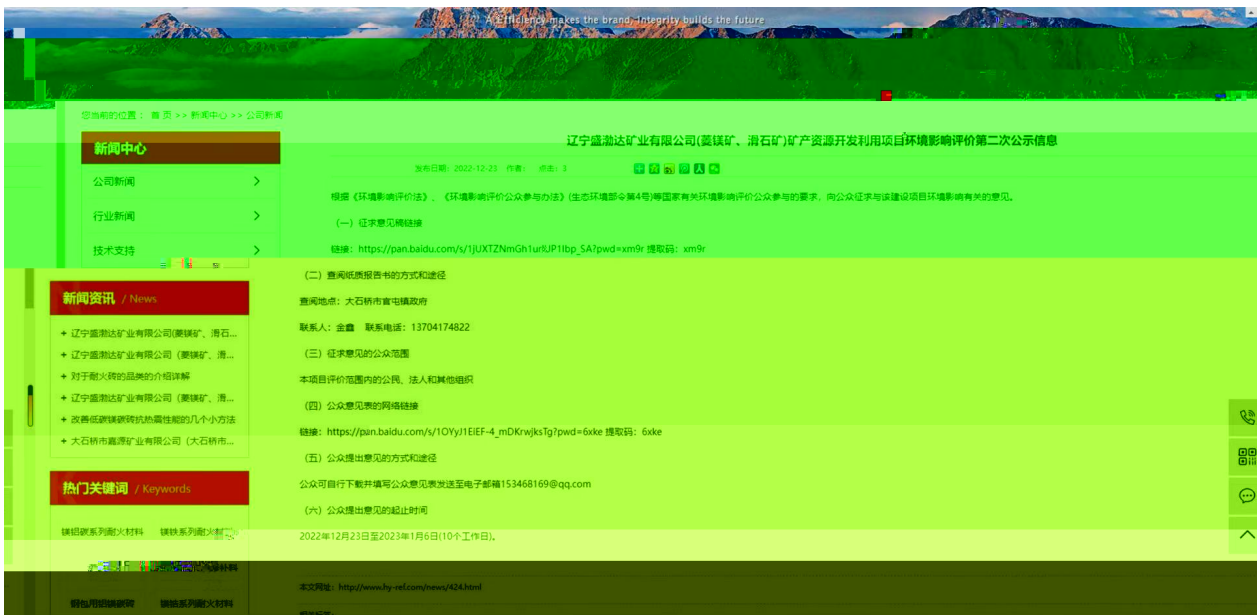 A Efficiency makes the brand, Integrity builds the future
您当前的位置： 首 页 >> 新闻中心 >> 公司新闻
新闻中心
公司新闻
行业新闻
技术支持
辽宁盛渤达矿业有限公司(菱镁矿、滑石矿)矿产资源开发利用项目环境影响评价第二次公示信息
发布日期：2022-12-23 作者： 点击：3
根据《环境影响评价法》、《环境影响评价公众参与办法》(生态环境部令第4号)等国家有关环境影响评价公众参与的要求，向公众征求与该建设项目环境影响有关的意见。
（一）征求意见稿链接
链接：https://pan.baidu.com/s/ 提取码：xm9r
（二）查阅纸质报告书的方式和途径
查阅地点：大石桥市官屯镇政府
联系人：金鑫 联系电话：13704174822
（三）征求意见的公众范围
本项目评价范围内的公民、法人和其他组织
（四）公众意见表的网络链接
链接：https://pan.baidu.com/s/1OYyJ1EiEF-4_mDKrwjksTg?pwd=6xke 提取码：6xke
（五）公众提出意见的方式和途径
公众可自行下载并填写公众意见表发送至电子邮箱153468169@qq.com
（六）公众提出意见的起止时间
2022年12月23日至2023年1月6日(10个工作日)。
本文网址：http://www.hy-ref.com/news/424.html
新闻资讯 / News
+ 辽宁盛渤达矿业有限公司(菱镁矿、滑石...
+ 辽宁盛渤达矿业有限公司（菱镁矿、滑...
+ 对于耐火砖的品类的介绍详解
+ 辽宁盛渤达矿业有限公司（菱镁矿、滑...
+ 改善低碳镁碳砖抗热震性能的几个小方法
+ 大石桥市嘉源矿业有限公司（大石桥市...
热门关键词 / Keywords
镁铝碳系列耐火材料 镁铁系列耐火材料
钢包用铝镁碳砖 镁铬系列耐火材料